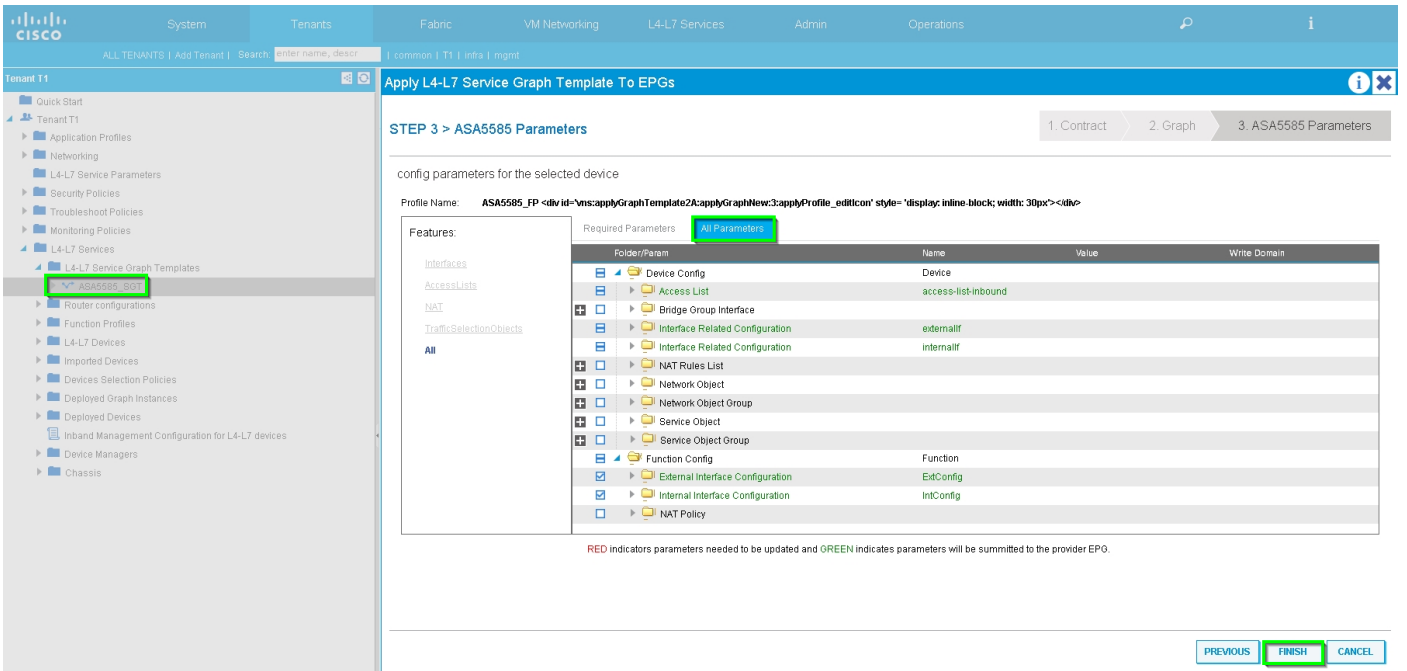 CISCO
System Tenants Fabric VM Networking L4-L7 Services Admin Operations
ALL TENANTS | Add Tenant | Search: enter name, descr | common | T1 | infra | mgmt
Tenant T1
Quick Start
Tenant T1
Application Profiles
Networking
L4-L7 Service Parameters
Security Policies
Troubleshoot Policies
Monitoring Policies
L4-L7 Services
L4-L7 Service Graph Templates
ASA5585_SGT
Router configurations
Function Profiles
L4-L7 Devices
Imported Devices
Devices Selection Policies
Deployed Graph Instances
Deployed Devices
Inband Management Configuration for L4-L7 devices
Device Managers
Chassis
Apply L4-L7 Service Graph Template To EPGs
STEP 3 > ASA5585 Parameters
1. Contract 2. Graph 3. ASA5585 Parameters
config parameters for the selected device
Profile Name: ASA5585_FP <div id='vns:applyGraphTemplate2A:applyGraphNew:3:applyProfile_editIcon' style= 'display: inline-block; width: 30px'></div>
Features:
Interfaces
AccessLists
NAT
TrafficSelectionObjects
All
Required Parameters All Parameters
Folder/Param Name Value Write Domain
Device Config Device
Access List access-list-inbound
Bridge Group Interface
Interface Related Configuration externalIf
Interface Related Configuration internalIf
NAT Rules List
Network Object
Network Object Group
Service Object
Service Object Group
Function Config Function
External Interface Configuration ExtConfig
Internal Interface Configuration IntConfig
NAT Policy
RED indicators parameters needed to be updated and GREEN indicates parameters will be summitted to the provider EPG.
PREVIOUS FINISH CANCEL